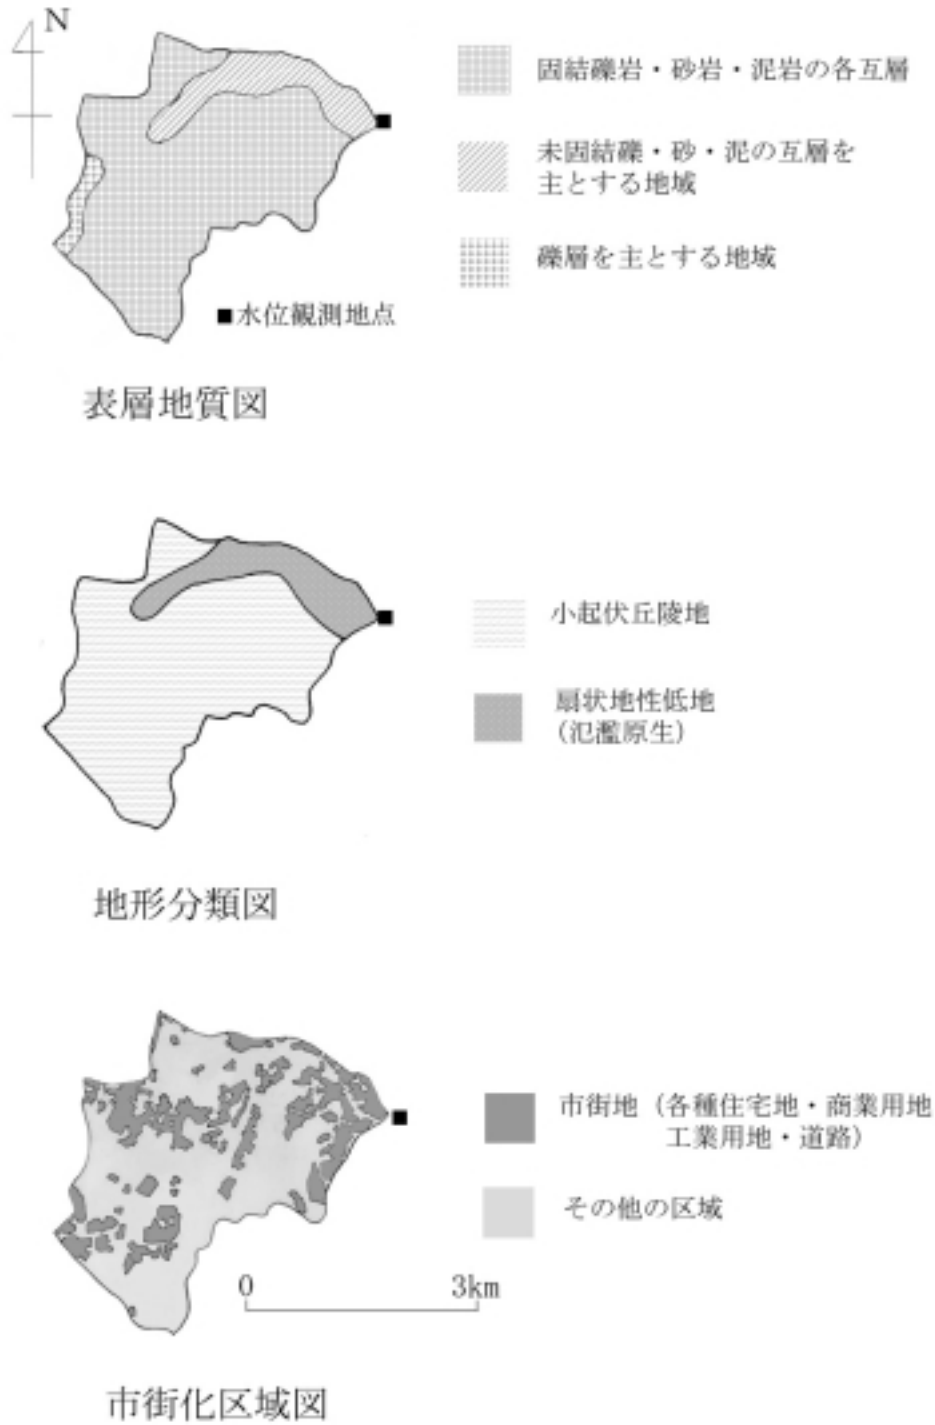 N
固結礫岩・砂岩・泥岩の各互層
未固結礫・砂・泥の互層を
主とする地域
礫層を主とする地域
■水位観測地点
表層地質図
小起伏丘陵地
扇状地性低地
(氾濫原生)
地形分類図
市街地(各種住宅地・商業用地
工業用地・道路)
その他の区域
0 3km
市街化区域図